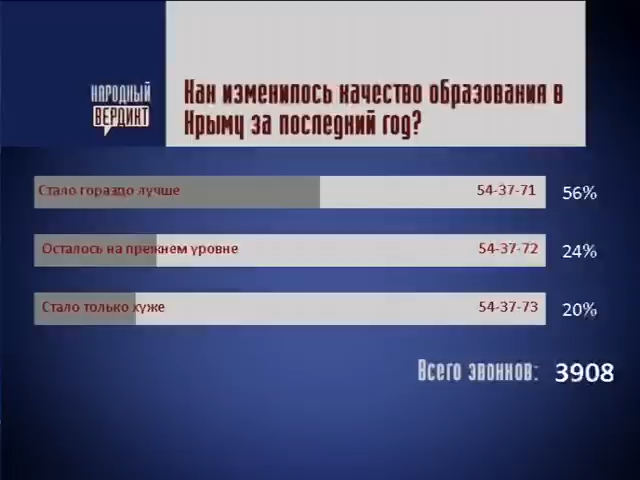 НАРОДНЫЙ
ВЕРДИКТ
Как изменилось качество образования в
Крыму за последний год?
Стало гораздо лучше 54-37-71 56%
Осталось на прежнем уровне 54-37-72 24%
Стало только хуже 54-37-73 20%
Всего звонков: 3908